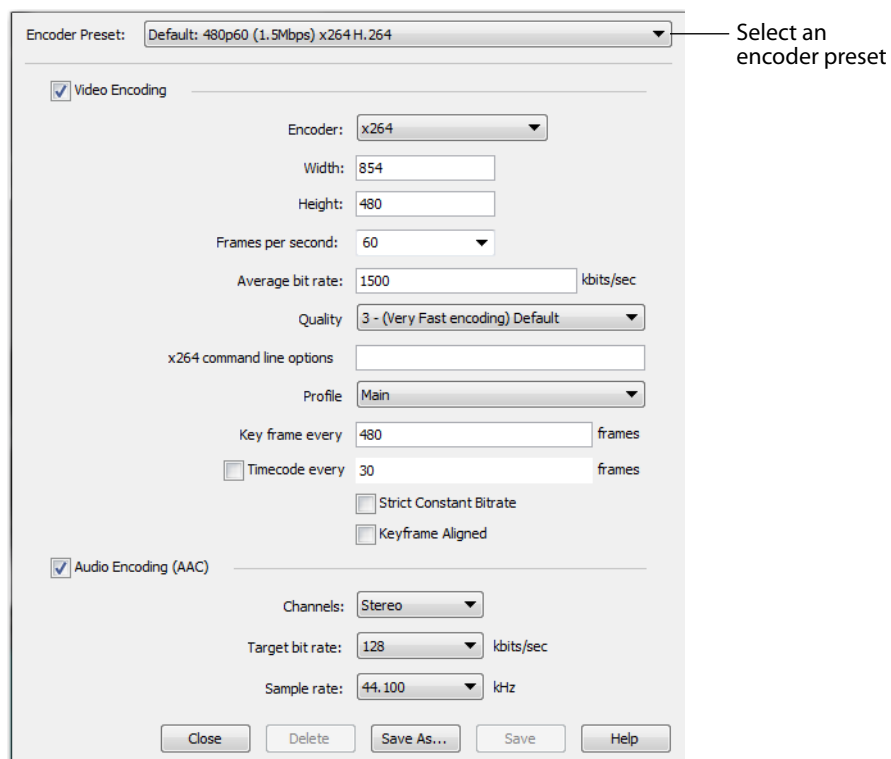 Encoder Preset: Default: 480p60 (1.5Mbps) x264 H.264
Select an
encoder preset
Video Encoding
Encoder: x264
Width: 854
Height: 480
Frames per second: 60
Average bit rate: 1500 kbits/sec
Quality 3 - (Very Fast encoding) Default
x264 command line options
Profile Main
Key frame every 480 frames
Timecode every 30 frames
Strict Constant Bitrate
Keyframe Aligned
Audio Encoding (AAC)
Channels: Stereo
Target bit rate: 128 kbits/sec
Sample rate: 44.100 kHz
Close Delete Save As... Save Help